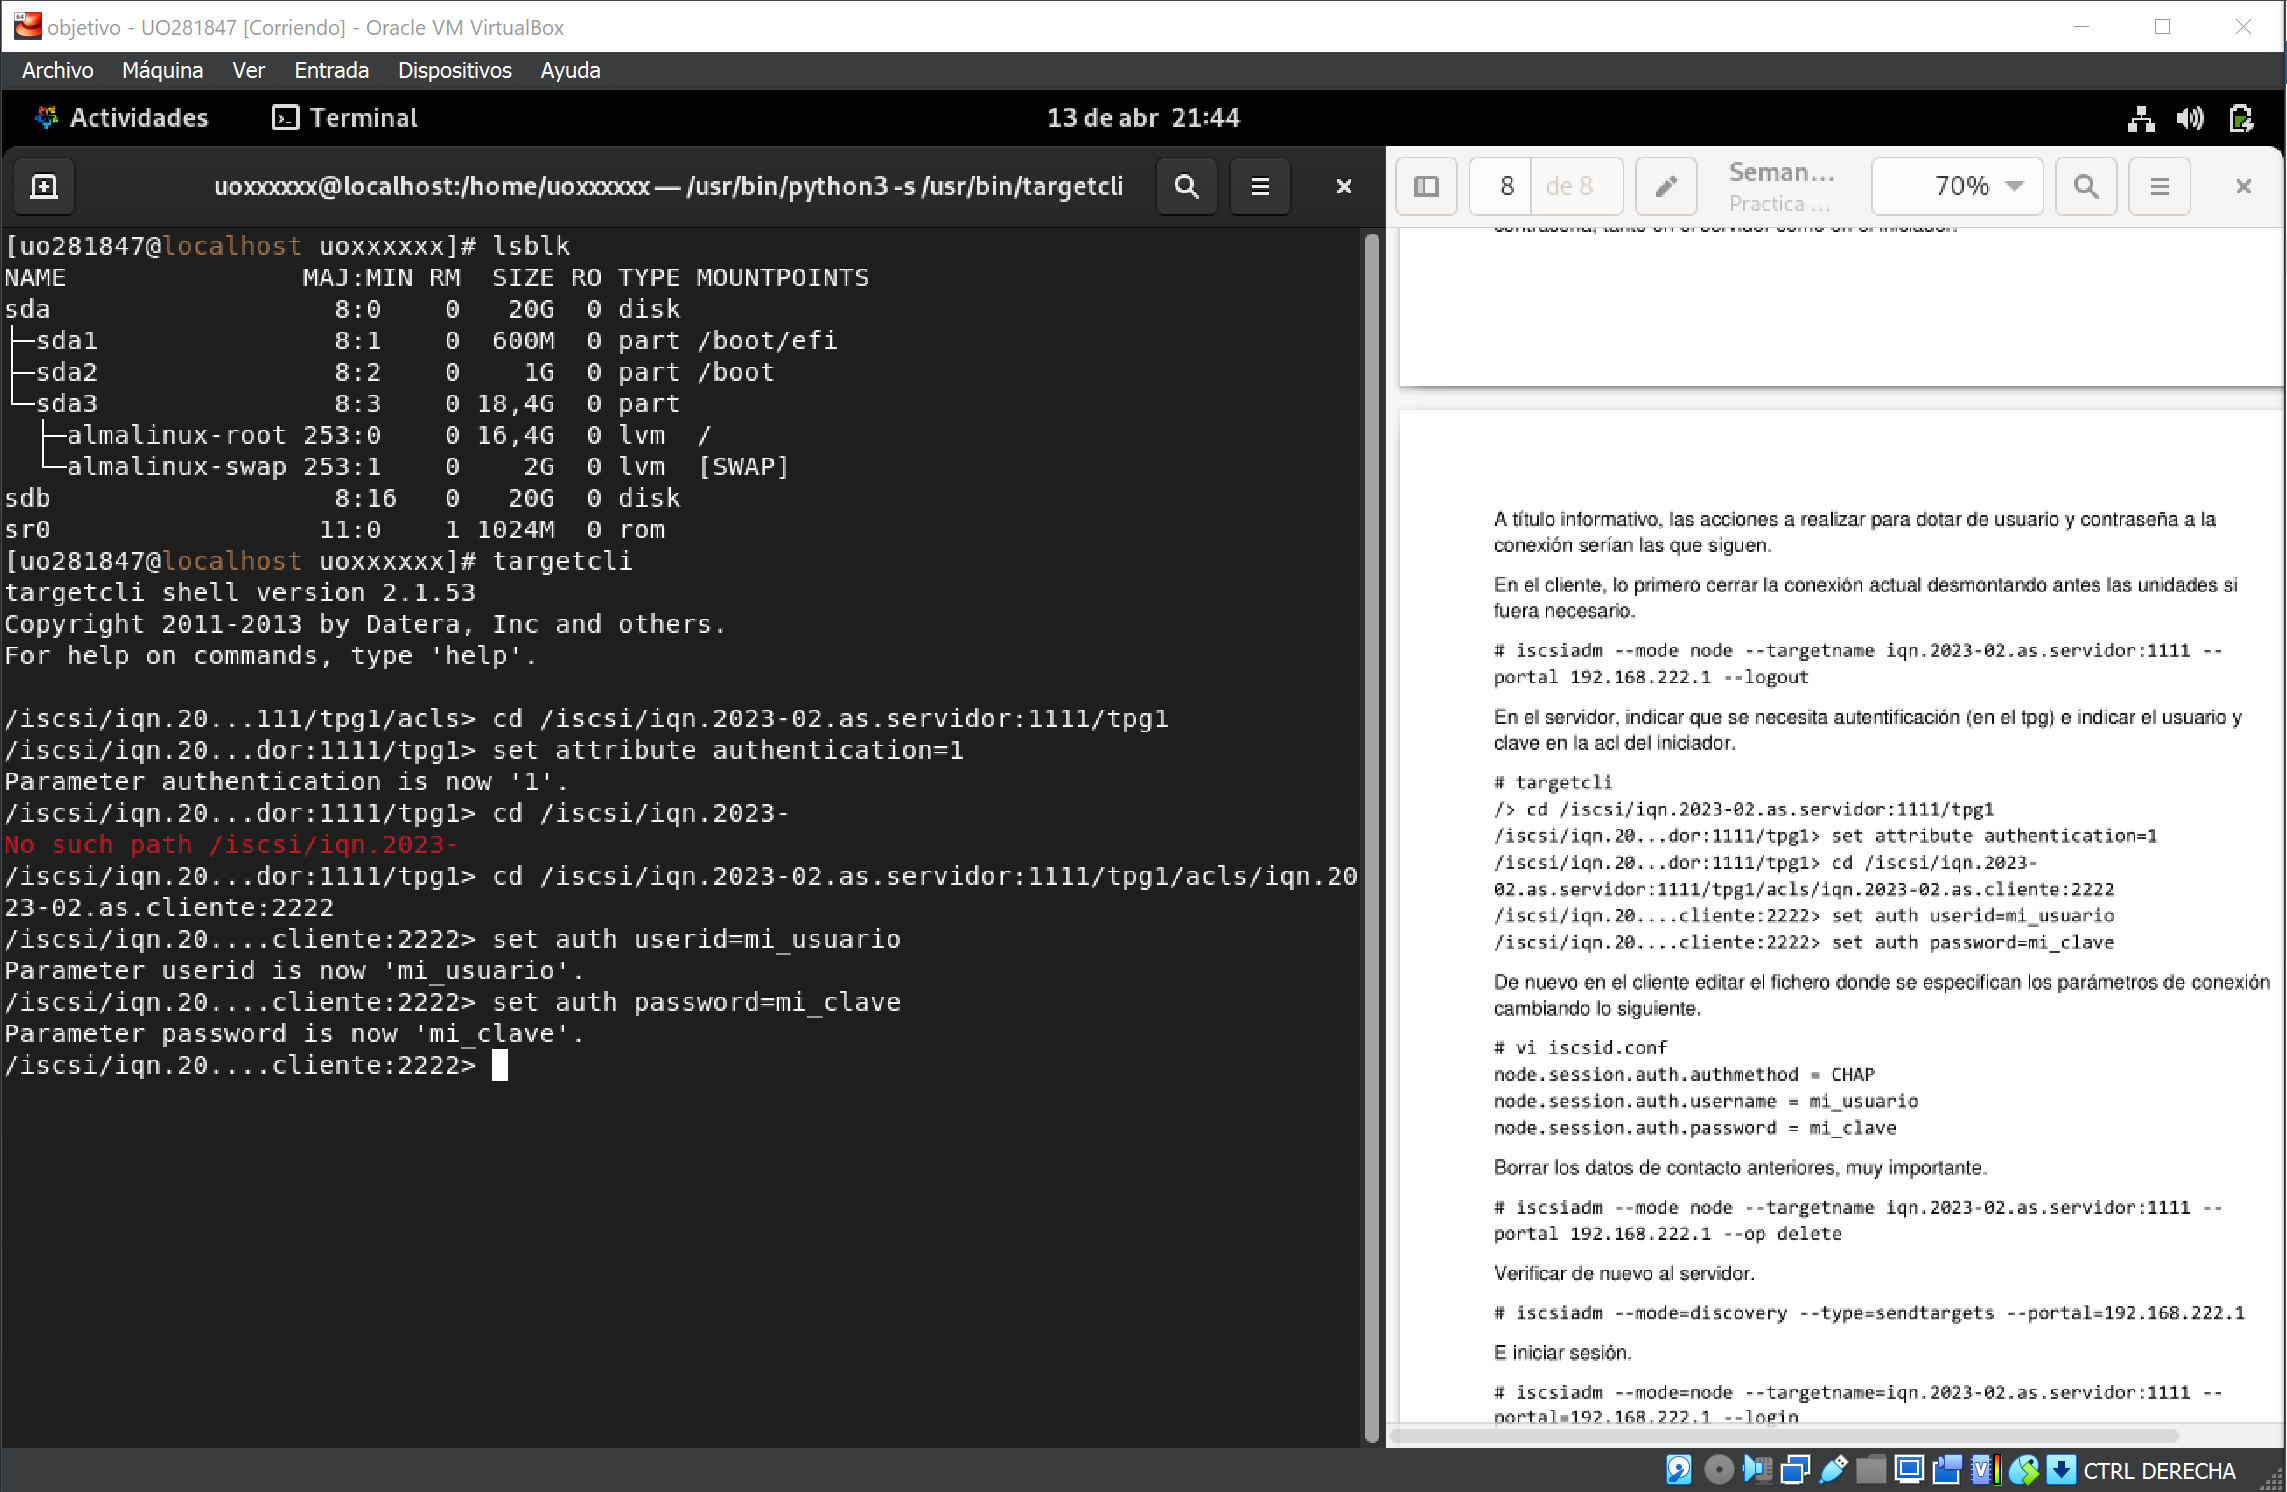 objetivo - UO281847 [Corriendo] - Oracle VM VirtualBox
Archivo Máquina Ver Entrada Dispositivos Ayuda
Actividades Terminal 13 de abr 21:44
uoxxxxxx@localhost:/home/uoxxxxxx — /usr/bin/python3 -s /usr/bin/targetcli
[uo281847@localhost uoxxxxxx]# lsblk
NAME MAJ:MIN RM SIZE RO TYPE MOUNTPOINTS
sda 8:0 0 20G 0 disk
├─sda1 8:1 0 600M 0 part /boot/efi
├─sda2 8:2 0 1G 0 part /boot
└─sda3 8:3 0 18,4G 0 part
├─almalinux-root 253:0 0 16,4G 0 lvm /
└─almalinux-swap 253:1 0 2G 0 lvm [SWAP]
sdb 8:16 0 20G 0 disk
sr0 11:0 1 1024M 0 rom
[uo281847@localhost uoxxxxxx]# targetcli
targetcli shell version 2.1.53
Copyright 2011-2013 by Datera, Inc and others.
For help on commands, type 'help'.
/iscsi/iqn.20...111/tpg1/acls> cd /iscsi/iqn.2023-02.as.servidor:1111/tpg1
/iscsi/iqn.20...dor:1111/tpg1> set attribute authentication=1
Parameter authentication is now '1'.
/iscsi/iqn.20...dor:1111/tpg1> cd /iscsi/iqn.2023-
No such path /iscsi/iqn.2023-
/iscsi/iqn.20...dor:1111/tpg1> cd /iscsi/iqn.2023-02.as.servidor:1111/tpg1/acls/iqn.20
23-02.as.cliente:2222
/iscsi/iqn.20....cliente:2222> set auth userid=mi_usuario
Parameter userid is now 'mi_usuario'.
/iscsi/iqn.20....cliente:2222> set auth password=mi_clave
Parameter password is now 'mi_clave'.
/iscsi/iqn.20....cliente:2222>
8 de 8
Seman...
Practica ...
70%
contraseña, tanto en el servidor como en el iniciador.
A título informativo, las acciones a realizar para dotar de usuario y contraseña a la
conexión serían las que siguen.
En el cliente, lo primero cerrar la conexión actual desmontando antes las unidades si
fuera necesario.
# iscsiadm --mode node --targetname iqn.2023-02.as.servidor:1111 --
portal 192.168.222.1 --logout
En el servidor, indicar que se necesita autentificación (en el tpg) e indicar el usuario y
clave en la acl del iniciador.
# targetcli
/> cd /iscsi/iqn.2023-02.as.servidor:1111/tpg1
/iscsi/iqn.20...dor:1111/tpg1> set attribute authentication=1
/iscsi/iqn.20...dor:1111/tpg1> cd /iscsi/iqn.2023-
02.as.servidor:1111/tpg1/acls/iqn.2023-02.as.cliente:2222
/iscsi/iqn.20....cliente:2222> set auth userid=mi_usuario
/iscsi/iqn.20....cliente:2222> set auth password=mi_clave
De nuevo en el cliente editar el fichero donde se especifican los parámetros de conexión
cambiando lo siguiente.
# vi iscsid.conf
node.session.auth.authmethod = CHAP
node.session.auth.username = mi_usuario
node.session.auth.password = mi_clave
Borrar los datos de contacto anteriores, muy importante.
# iscsiadm --mode node --targetname iqn.2023-02.as.servidor:1111 --
portal 192.168.222.1 --op delete
Verificar de nuevo al servidor.
# iscsiadm --mode=discovery --type=sendtargets --portal=192.168.222.1
E iniciar sesión.
# iscsiadm --mode=node --targetname=iqn.2023-02.as.servidor:1111 --
portal=192.168.222.1 --login
CTRL DERECHA